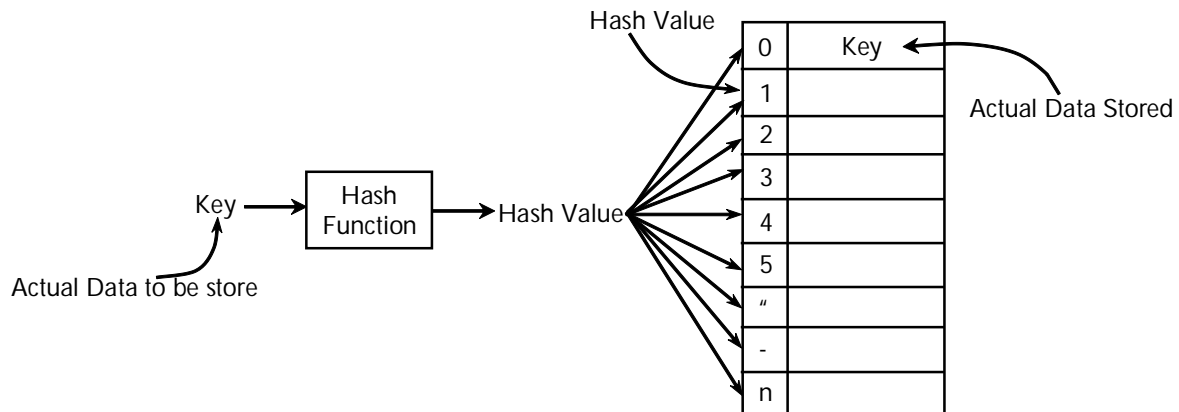 Hash Value
0 Key
1
Actual Data Stored
2
3
Key
Hash
Function
Hash Value
4
5
Actual Data to be store
"
-
n